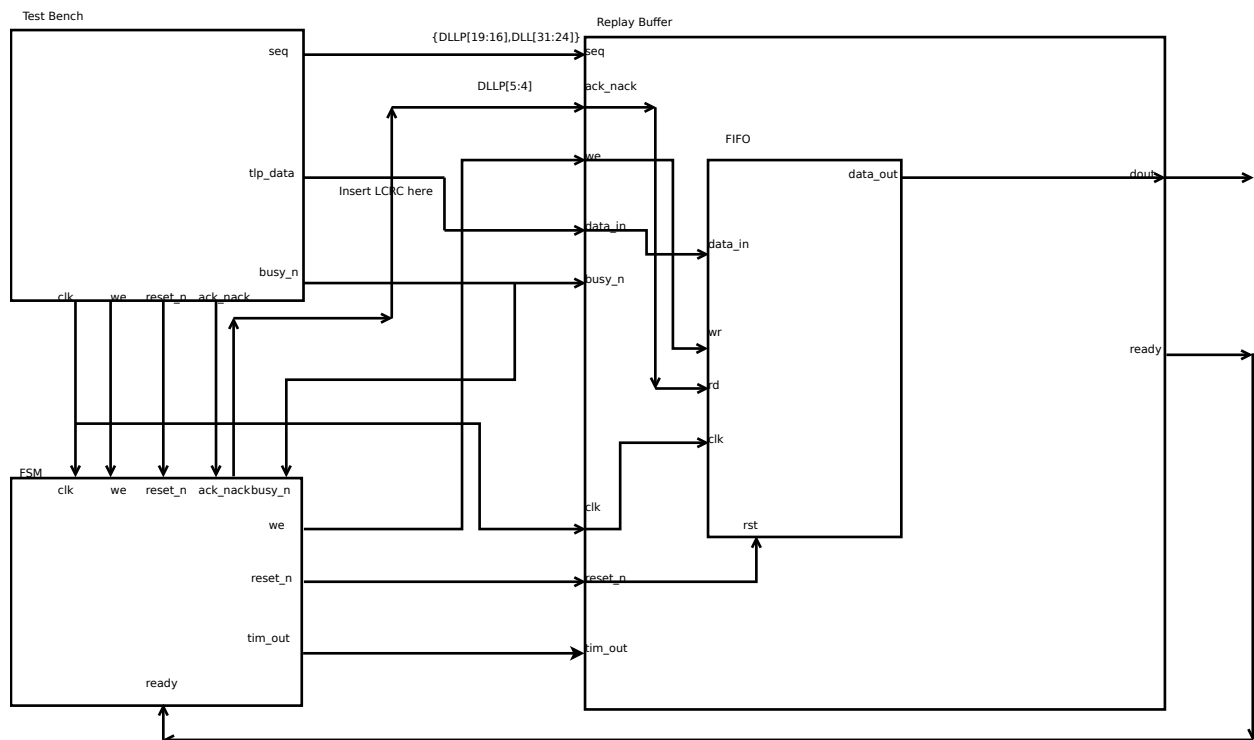 Test Bench
Replay Buffer
{DLLP[19:16],DLL[31:24]}
seq
seq
DLLP[5:4]
ack_nack
FIFO
we
tlp_data
Insert LCRC here
data_out
dout
data_in
data_in
busy_n
busy_n
clk
we
reset_n
ack_nack
wr
ready
rd
clk
FSM
clk
we
reset_n
ack_nack
busy_n
we
clk
rst
reset_n
reset_n
tim_out
tim_out
ready